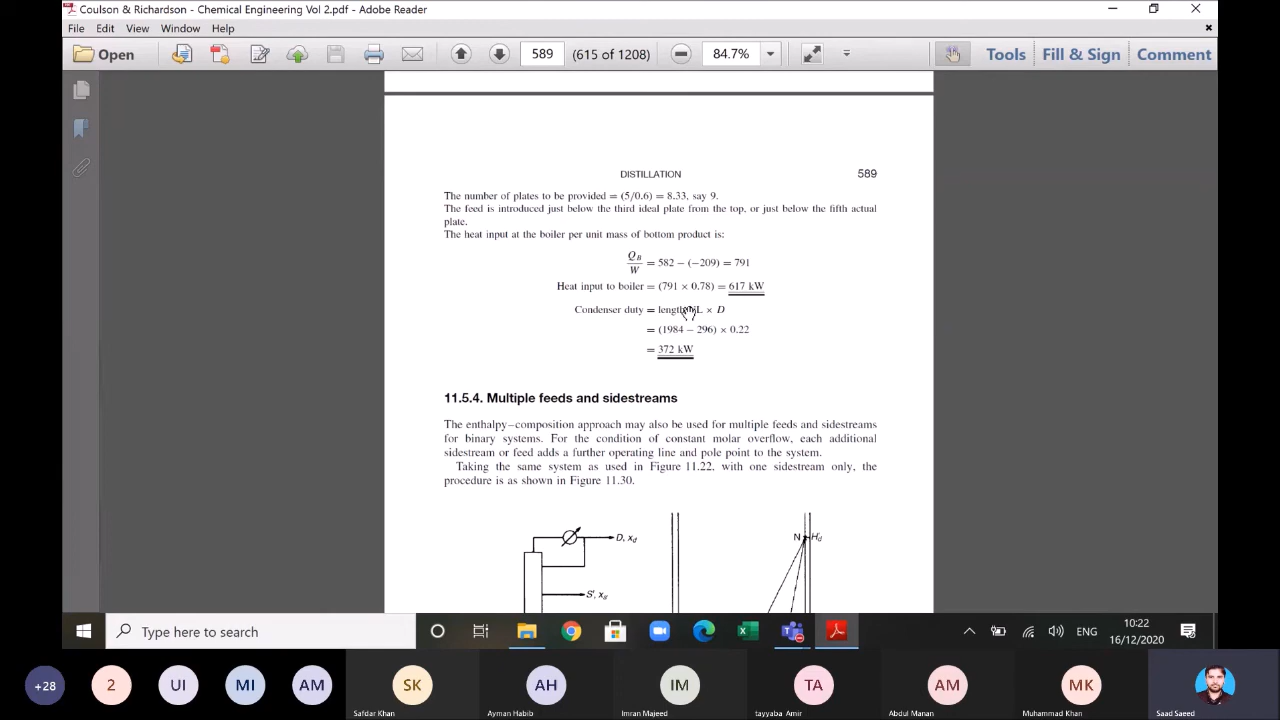 Coulson & Richardson - Chemical Engineering Vol 2.pdf - Adobe Reader
File Edit View Window Help
Open 589 (615 of 1208) 84.7% Tools Fill & Sign Comment
DISTILLATION 589
The number of plates to be provided = (5/0.6) = 8.33, say 9.
The feed is introduced just below the third ideal plate from the top, or just below the fifth actual
plate.
The heat input at the boiler per unit mass of bottom product is:
Q_B/W = 582 − (−209) = 791
Heat input to boiler = (791 × 0.78) = 617 kW
Condenser duty = length L × D
= (1984 − 296) × 0.22
= 372 kW
11.5.4. Multiple feeds and sidestreams
The enthalpy–composition approach may also be used for multiple feeds and sidestreams
for binary systems. For the condition of constant molar overflow, each additional
sidestream or feed adds a further operating line and pole point to the system.
Taking the same system as used in Figure 11.22, with one sidestream only, the
procedure is as shown in Figure 11.30.
D, x_d
N
S', x_s'
Type here to search
ENG
10:22
16/12/2020
+28 2 UI MI AM SK AH IM TA AM MK
Safdar Khan Ayman Habib Imran Majeed tayyaba Amir Abdul Manan Muhammad Khan Saad Saeed